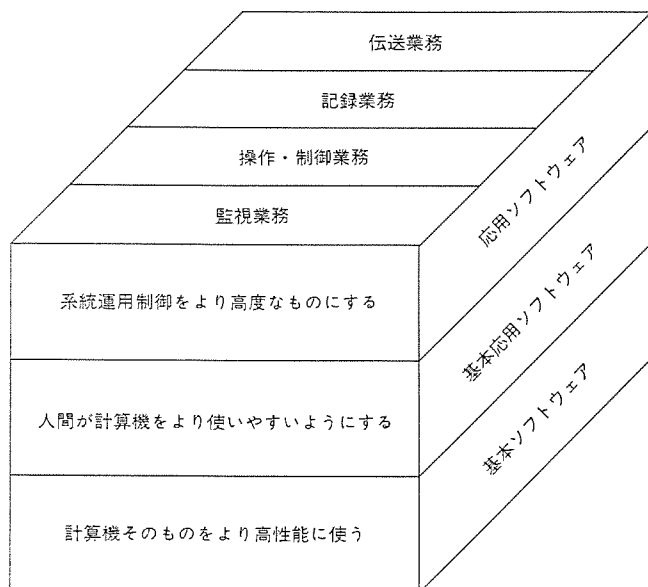 伝送業務
記録業務
操作・制御業務
監視業務
応用ソフトウェア
系統運用制御をより高度なものにする
基本応用ソフトウェア
人間が計算機をより使いやすいようにする
基本ソフトウェア
計算機そのものをより高性能に使う